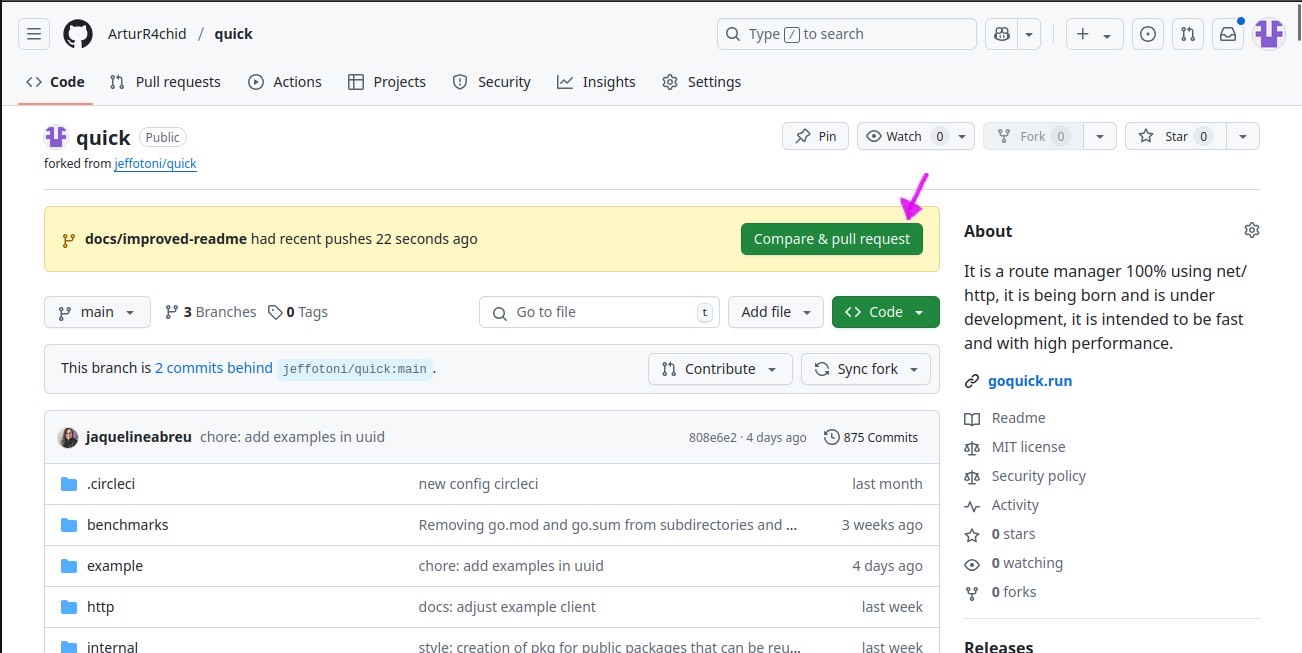 ArturR4chid / quick
Type / to search
Code Pull requests Actions Projects Security Insights Settings
quick Public
forked from jeffotoni/quick
Pin Watch 0 Fork 0 Star 0
docs/improved-readme had recent pushes 22 seconds ago
Compare & pull request
main 3 Branches 0 Tags
Go to file t
Add file Code
This branch is 2 commits behind jeffotoni/quick:main .
Contribute Sync fork
jaquelineabreu chore: add examples in uuid 808e6e2 · 4 days ago 875 Commits
.circleci new config circleci last month
benchmarks Removing go.mod and go.sum from subdirectories and ... 3 weeks ago
example chore: add examples in uuid 4 days ago
http docs: adjust example client last week
internal style: creation of pkg for public packages that can be reu... last week
About
It is a route manager 100% using net/
http, it is being born and is under
development, it is intended to be fast
and with high performance.
goquick.run
Readme
MIT license
Security policy
Activity
0 stars
0 watching
0 forks
Releases